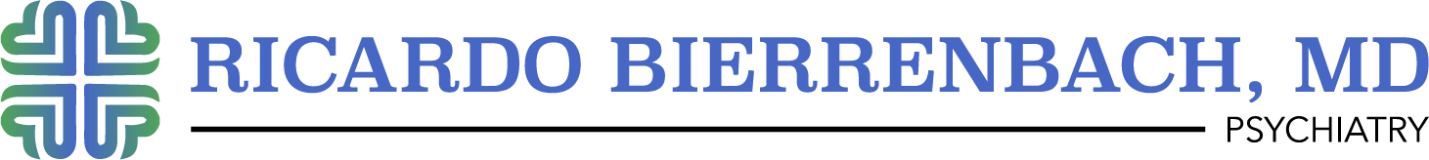 RICARDO BIERRENBACH, MD
PSYCHIATRY